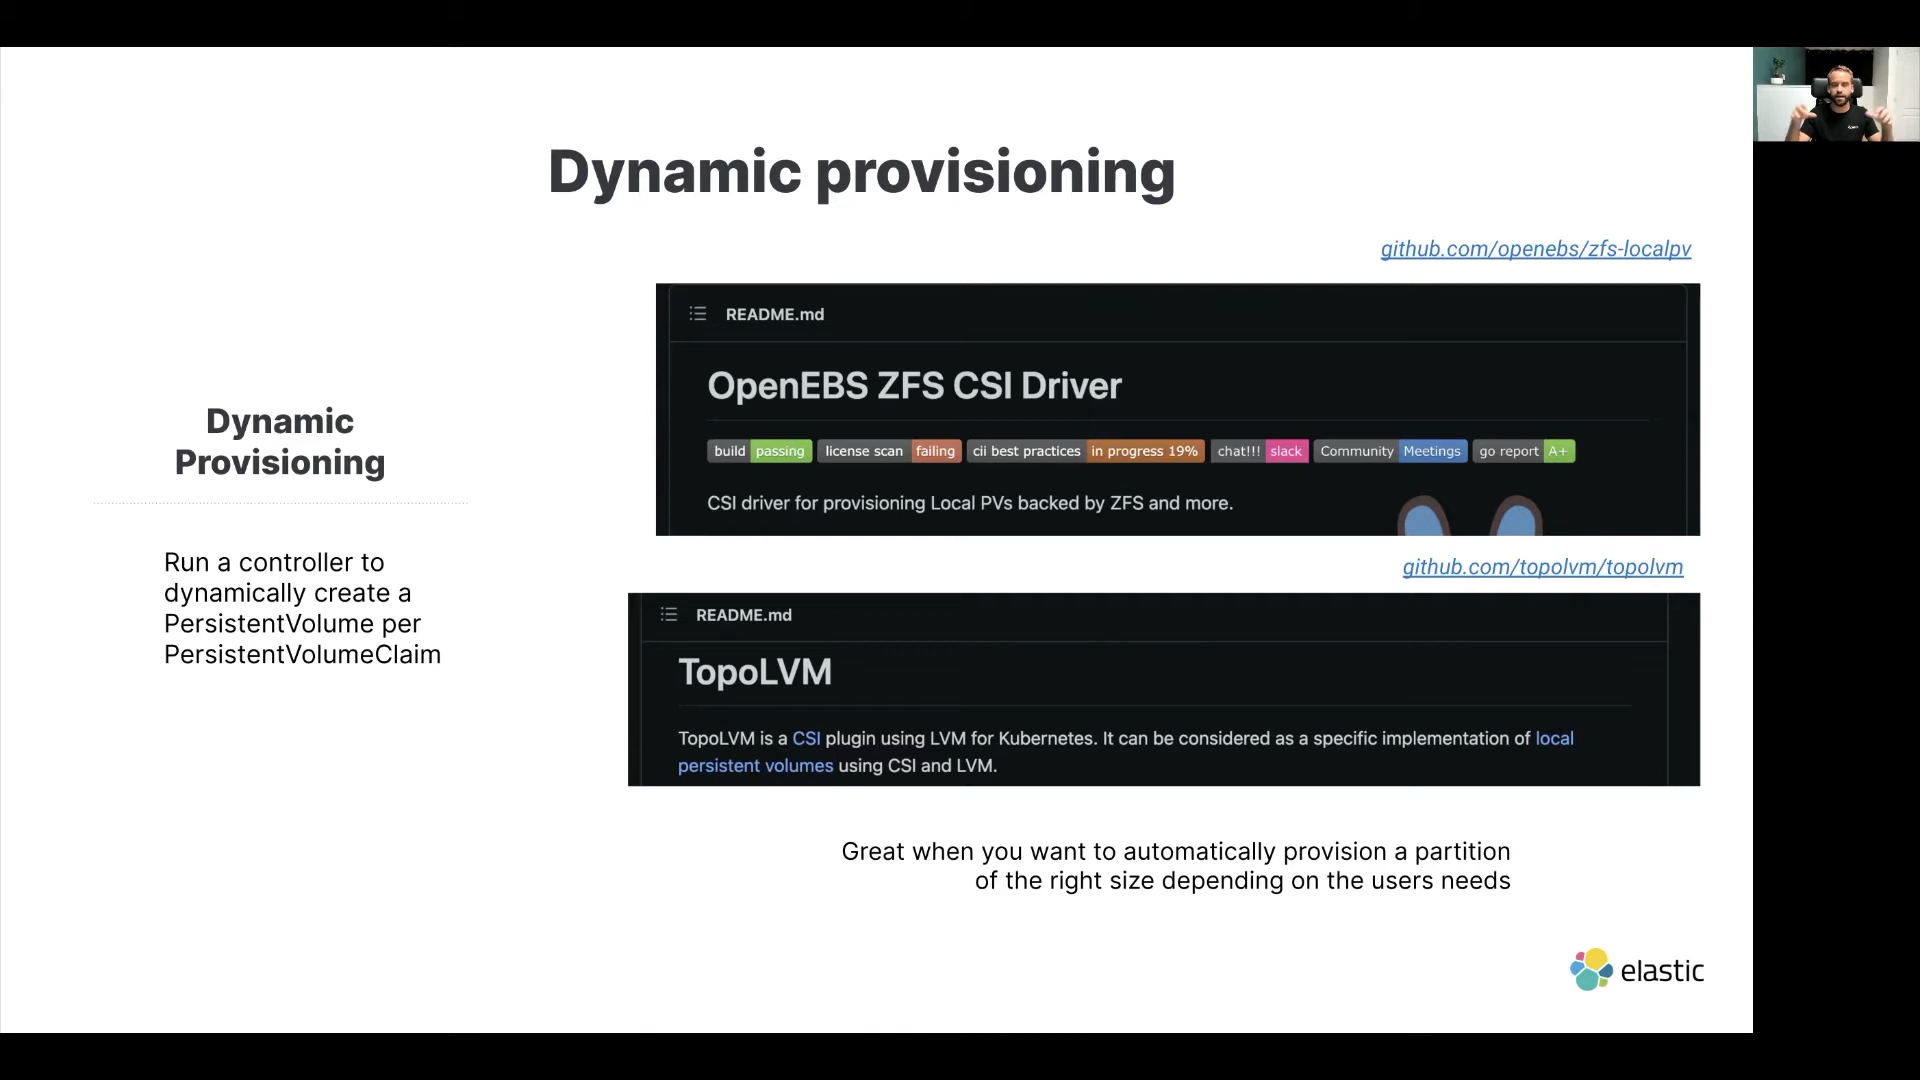 Dynamic provisioning
Dynamic
Provisioning
Run a controller to
dynamically create a
PersistentVolume per
PersistentVolumeClaim
github.com/openebs/zfs-localpv
README.md
OpenEBS ZFS CSI Driver
build passing license scan failing cii best practices in progress 19% chat!!! slack Community Meetings go report A+
CSI driver for provisioning Local PVs backed by ZFS and more.
github.com/topolvm/topolvm
README.md
TopoLVM
TopoLVM is a CSI plugin using LVM for Kubernetes. It can be considered as a specific implementation of local
persistent volumes using CSI and LVM.
Great when you want to automatically provision a partition
of the right size depending on the users needs
elastic